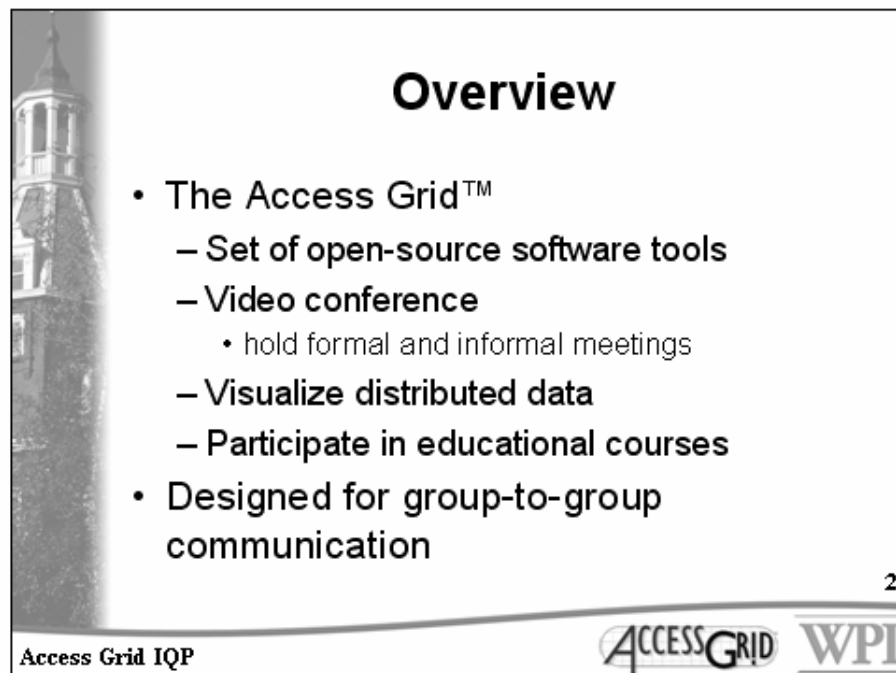 Overview
• The Access Grid™
– Set of open-source software tools
– Video conference
• hold formal and informal meetings
– Visualize distributed data
– Participate in educational courses
• Designed for group-to-group
communication
2
Access Grid IQP
ACCESSGRID
WPI